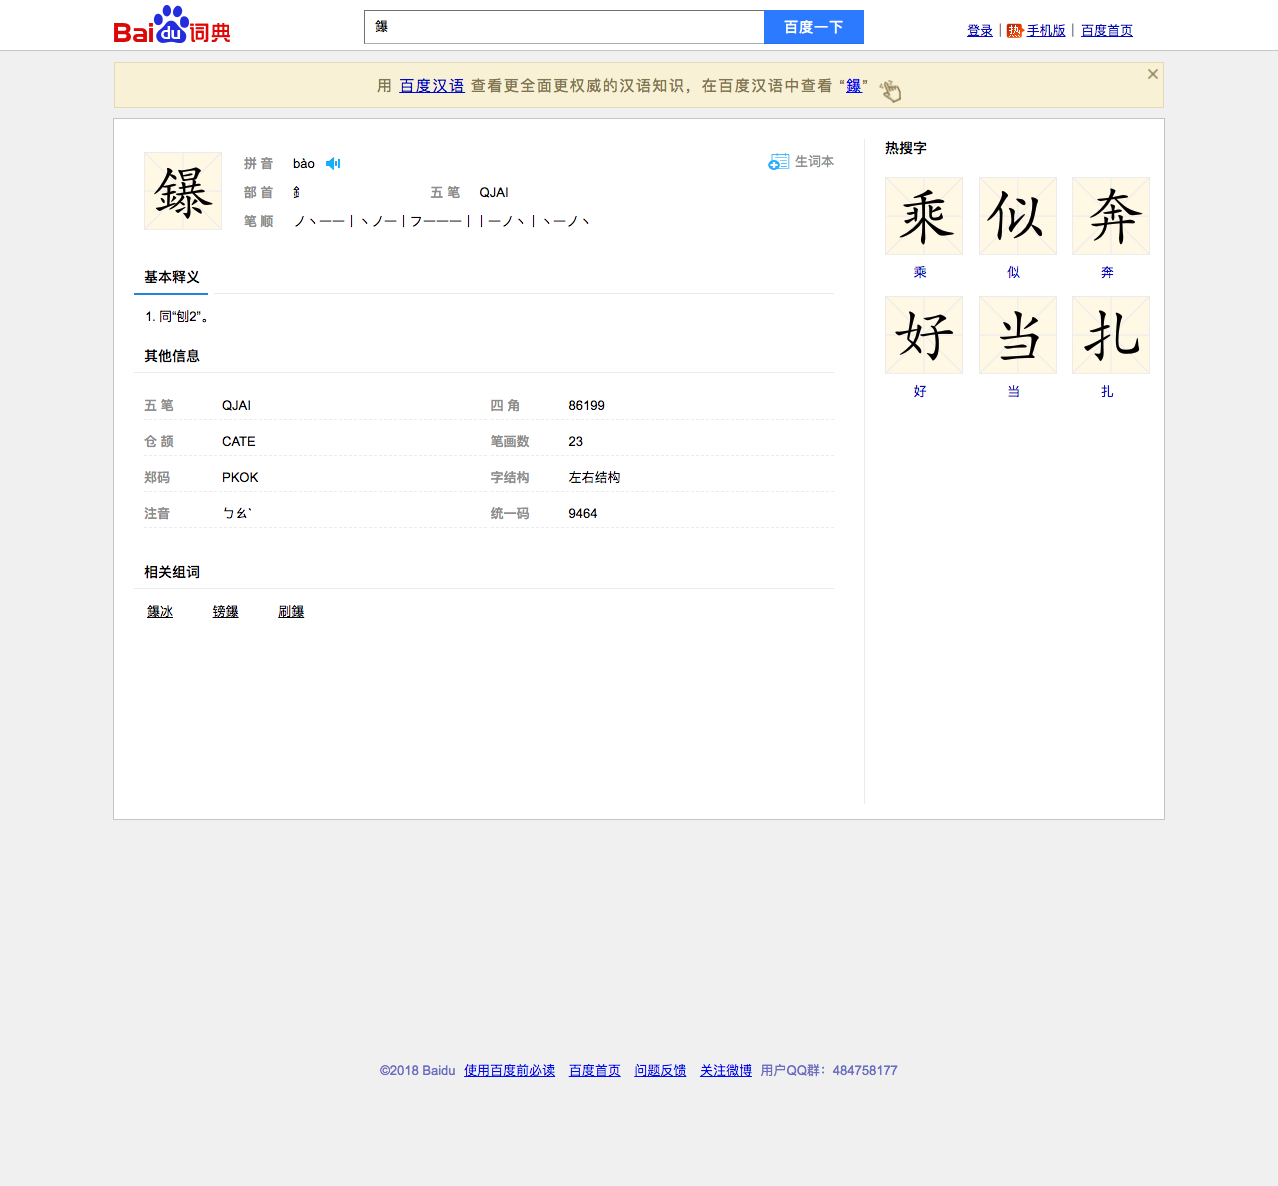 Bai du 词典
鑤
百度一下
登录 | 热 手机版 | 百度首页
用 百度汉语 查看更全面更权威的汉语知识，在百度汉语中查看 “鑤”
鑤
拼 音 bào
生词本
部 首 釒 五 笔 QJAI
笔 顺 ノ丶一一丨丶ノ一丨フ一一一丨丨一ノ丶丨丶一ノ丶
基本释义
1. 同“刨2”。
其他信息
五 笔 QJAI 四 角 86199
仓 颉 CATE 笔画数 23
郑码 PKOK 字结构 左右结构
注音 ㄅㄠˋ 统一码 9464
相关组词
鑤冰 镑鑤 刷鑤
热搜字
乘 似 奔
乘 似 奔
好 当 扎
好 当 扎
©2018 Baidu 使用百度前必读 百度首页 问题反馈 关注微博 用户QQ群：484758177